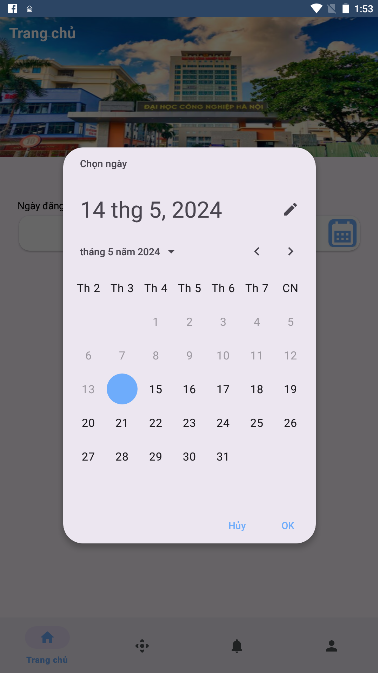 1:53
Trang chủ
ĐẠI HỌC CÔNG NGHIỆP HÀ NỘI
Chọn ngày
14 thg 5, 2024
Ngày đăng
tháng 5 năm 2024
Th 2 Th 3 Th 4 Th 5 Th 6 Th 7 CN
1 2 3 4 5
6 7 8 9 10 11 12
13 15 16 17 18 19
20 21 22 23 24 25 26
27 28 29 30 31
Hủy OK
Trang chủ